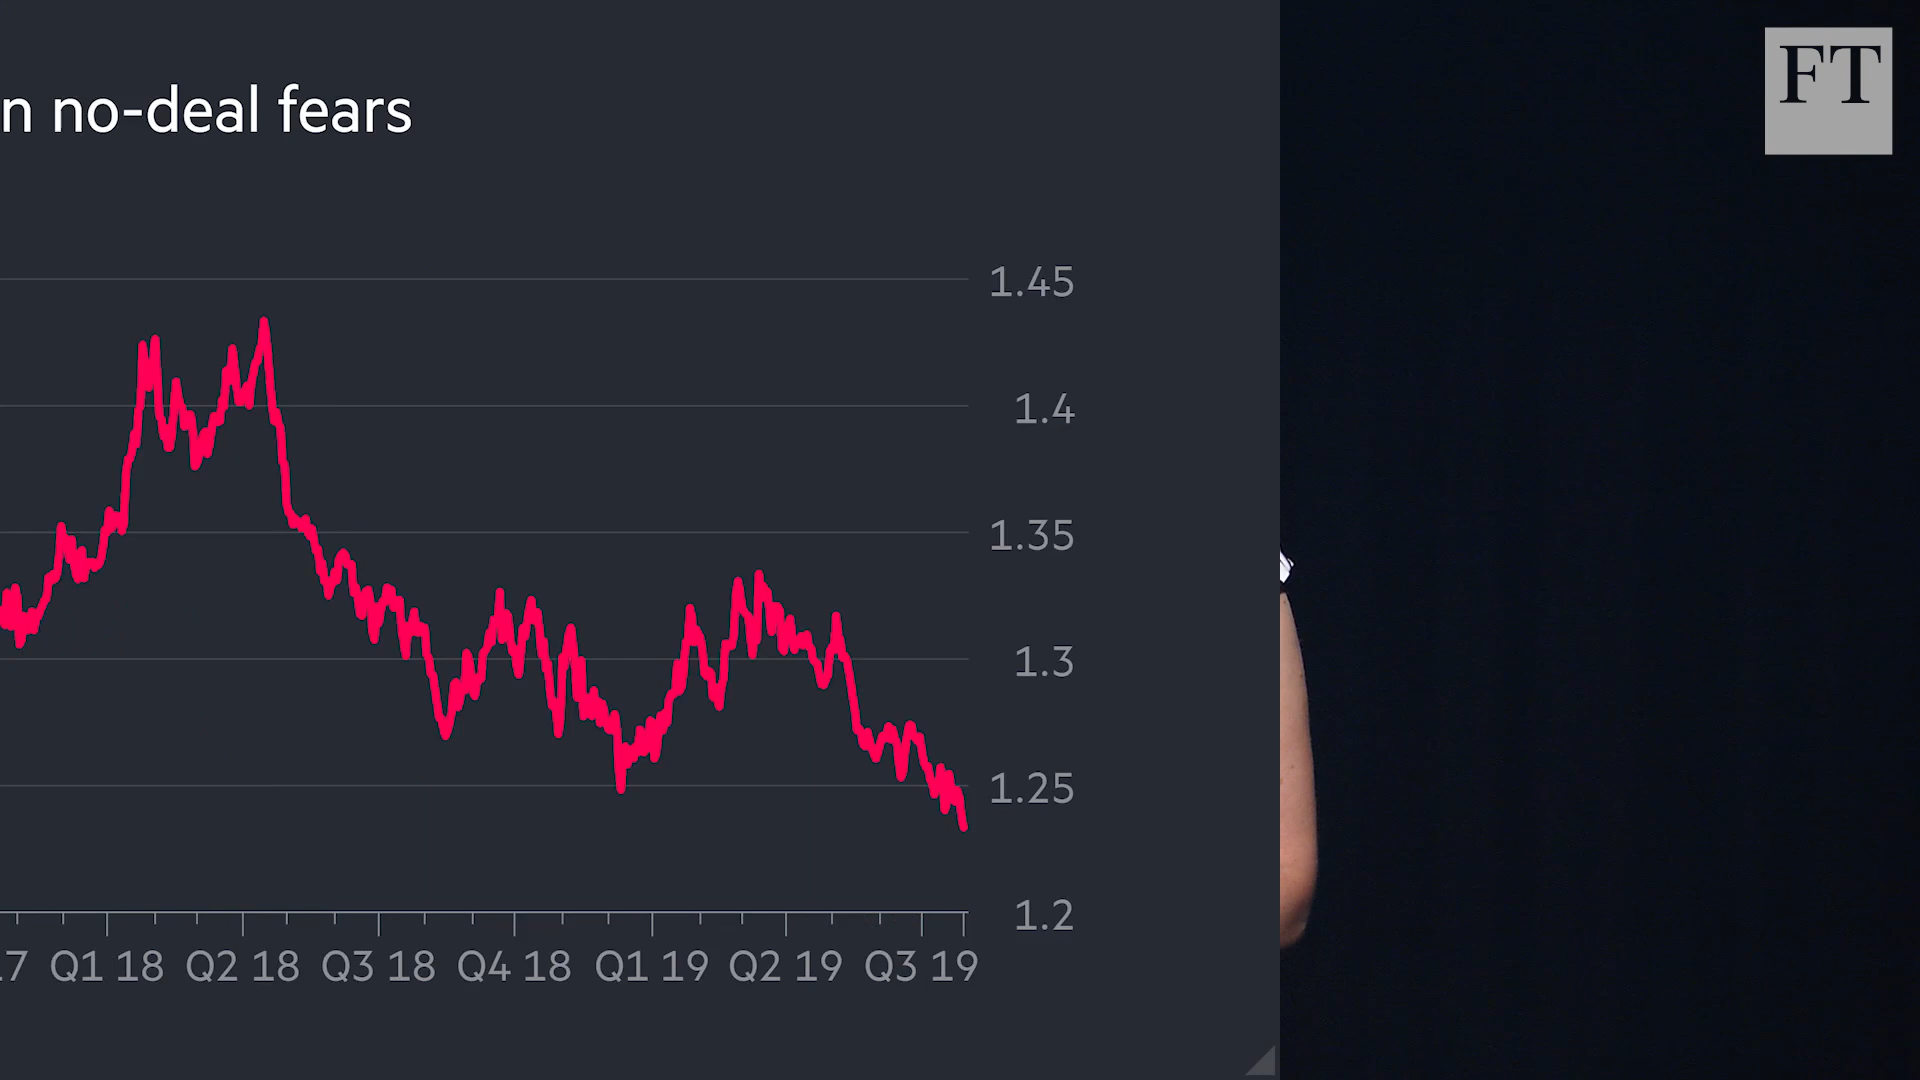 FT
n no-deal fears
1.45
1.4
1.35
1.3
1.25
1.2
.7 Q1 18 Q2 18 Q3 18 Q4 18 Q1 19 Q2 19 Q3 19